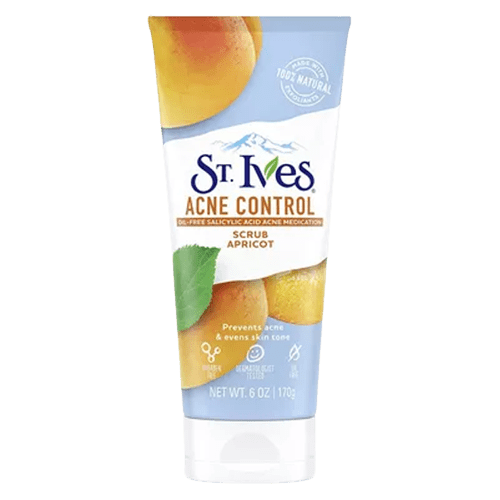 MADE WITH
100% NATURAL
EXFOLIANTS
ST. IVES®
ACNE CONTROL
OIL-FREE SALICYLIC ACID ACNE MEDICATION
SCRUB
APRICOT
Prevents acne
& evens skin tone
DERMATOLOGIST
TESTED
NET WT. 6 OZ | 170g